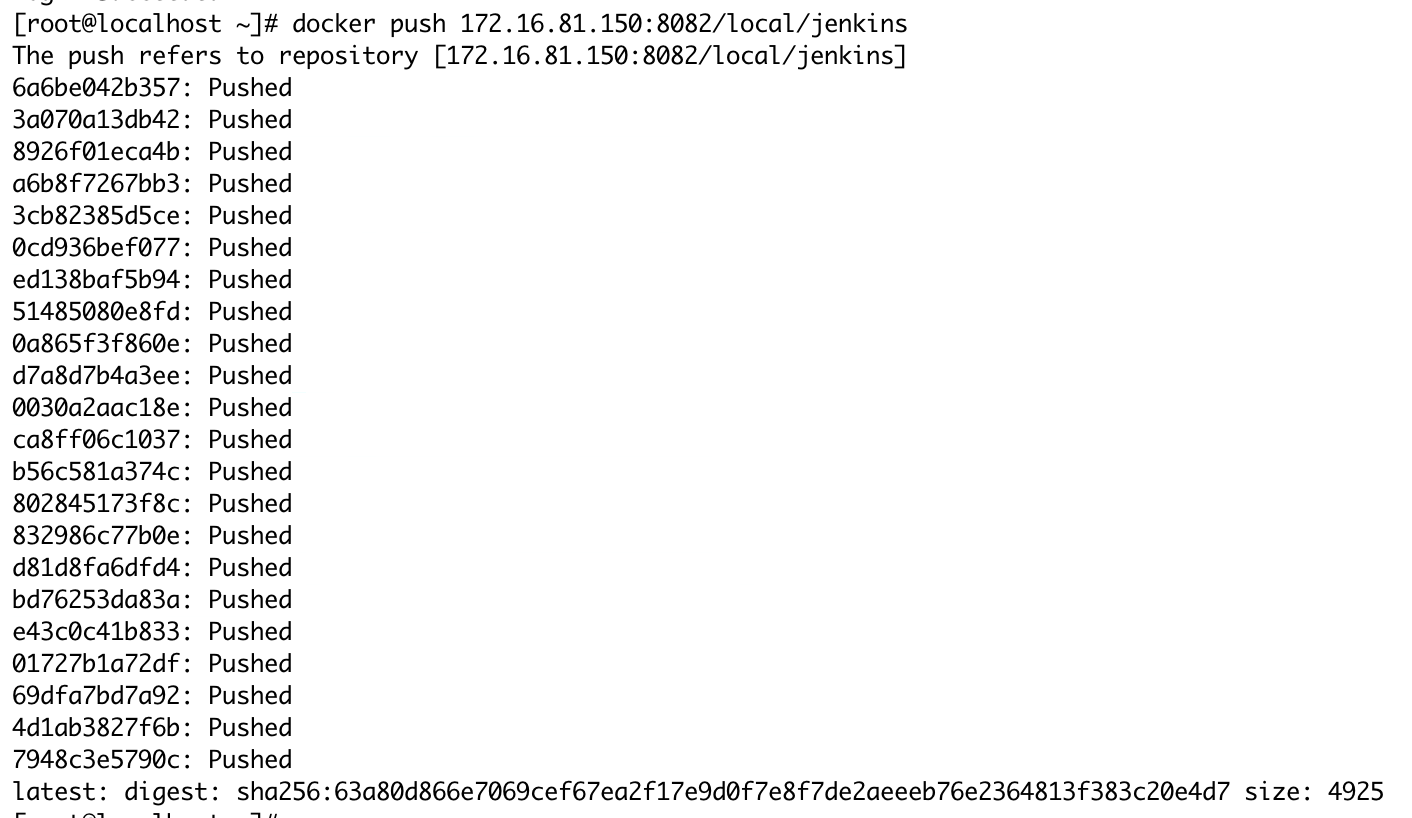 [root@localhost ~]# docker push 172.16.81.150:8082/local/jenkins
The push refers to repository [172.16.81.150:8082/local/jenkins]
6a6be042b357: Pushed
3a070a13db42: Pushed
8926f01eca4b: Pushed
a6b8f7267bb3: Pushed
3cb82385d5ce: Pushed
0cd936bef077: Pushed
ed138baf5b94: Pushed
51485080e8fd: Pushed
0a865f3f860e: Pushed
d7a8d7b4a3ee: Pushed
0030a2aac18e: Pushed
ca8ff06c1037: Pushed
b56c581a374c: Pushed
802845173f8c: Pushed
832986c77b0e: Pushed
d81d8fa6dfd4: Pushed
bd76253da83a: Pushed
e43c0c41b833: Pushed
01727b1a72df: Pushed
69dfa7bd7a92: Pushed
4d1ab3827f6b: Pushed
7948c3e5790c: Pushed
latest: digest: sha256:63a80d866e7069cef67ea2f17e9d0f7e8f7de2aeeeb76e2364813f383c20e4d7 size: 4925